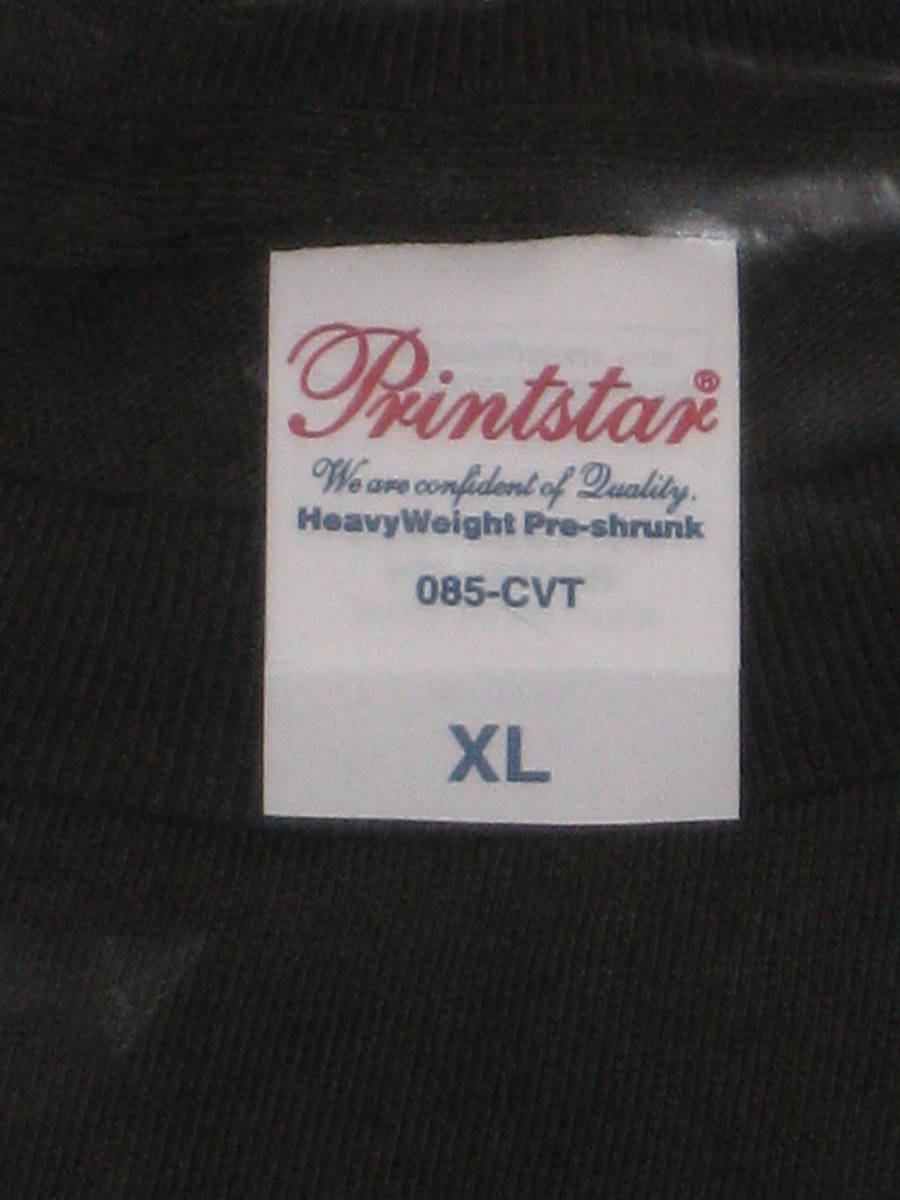 Printstar®
We are confident of Quality.
HeavyWeight Pre-shrunk
085-CVT
XL